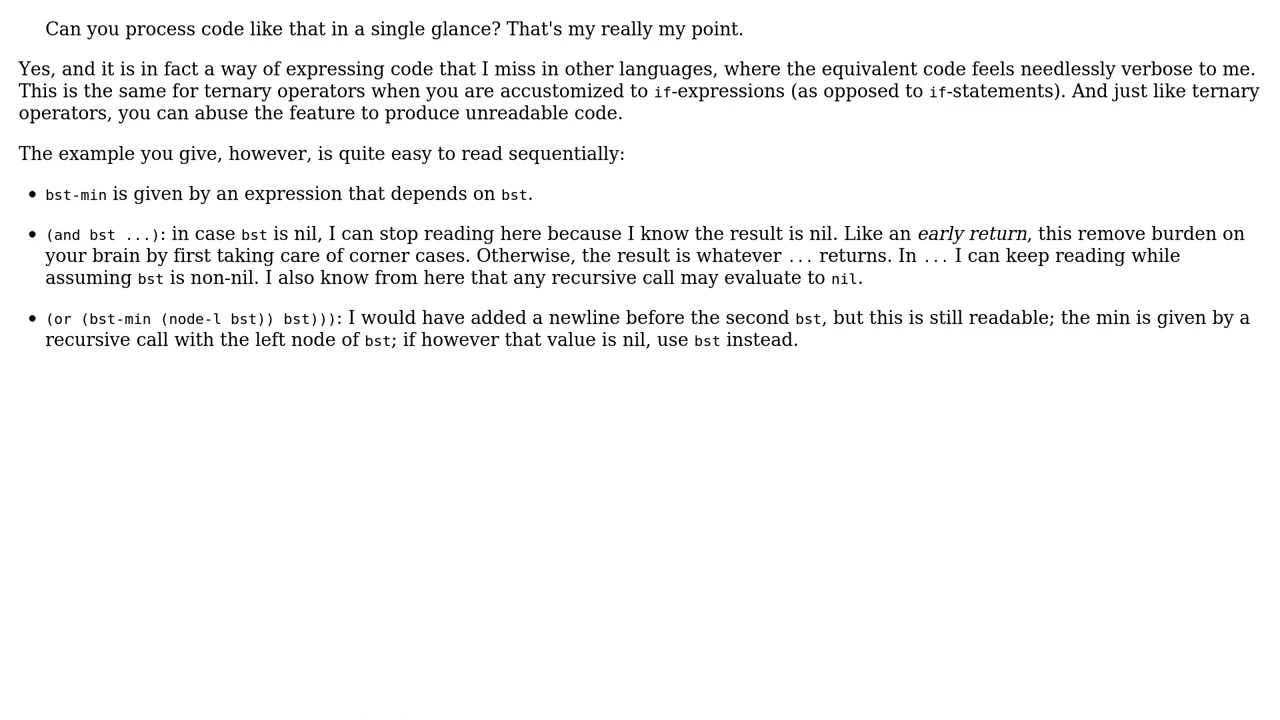 Can you process code like that in a single glance? That's my really my point.
Yes, and it is in fact a way of expressing code that I miss in other languages, where the equivalent code feels needlessly verbose to me.
This is the same for ternary operators when you are accustomized to if-expressions (as opposed to if-statements). And just like ternary
operators, you can abuse the feature to produce unreadable code.
The example you give, however, is quite easy to read sequentially:
• bst-min is given by an expression that depends on bst.
• (and bst ...): in case bst is nil, I can stop reading here because I know the result is nil. Like an early return, this remove burden on
your brain by first taking care of corner cases. Otherwise, the result is whatever ... returns. In ... I can keep reading while
assuming bst is non-nil. I also know from here that any recursive call may evaluate to nil.
• (or (bst-min (node-l bst)) bst))): I would have added a newline before the second bst, but this is still readable; the min is given by a
recursive call with the left node of bst; if however that value is nil, use bst instead.